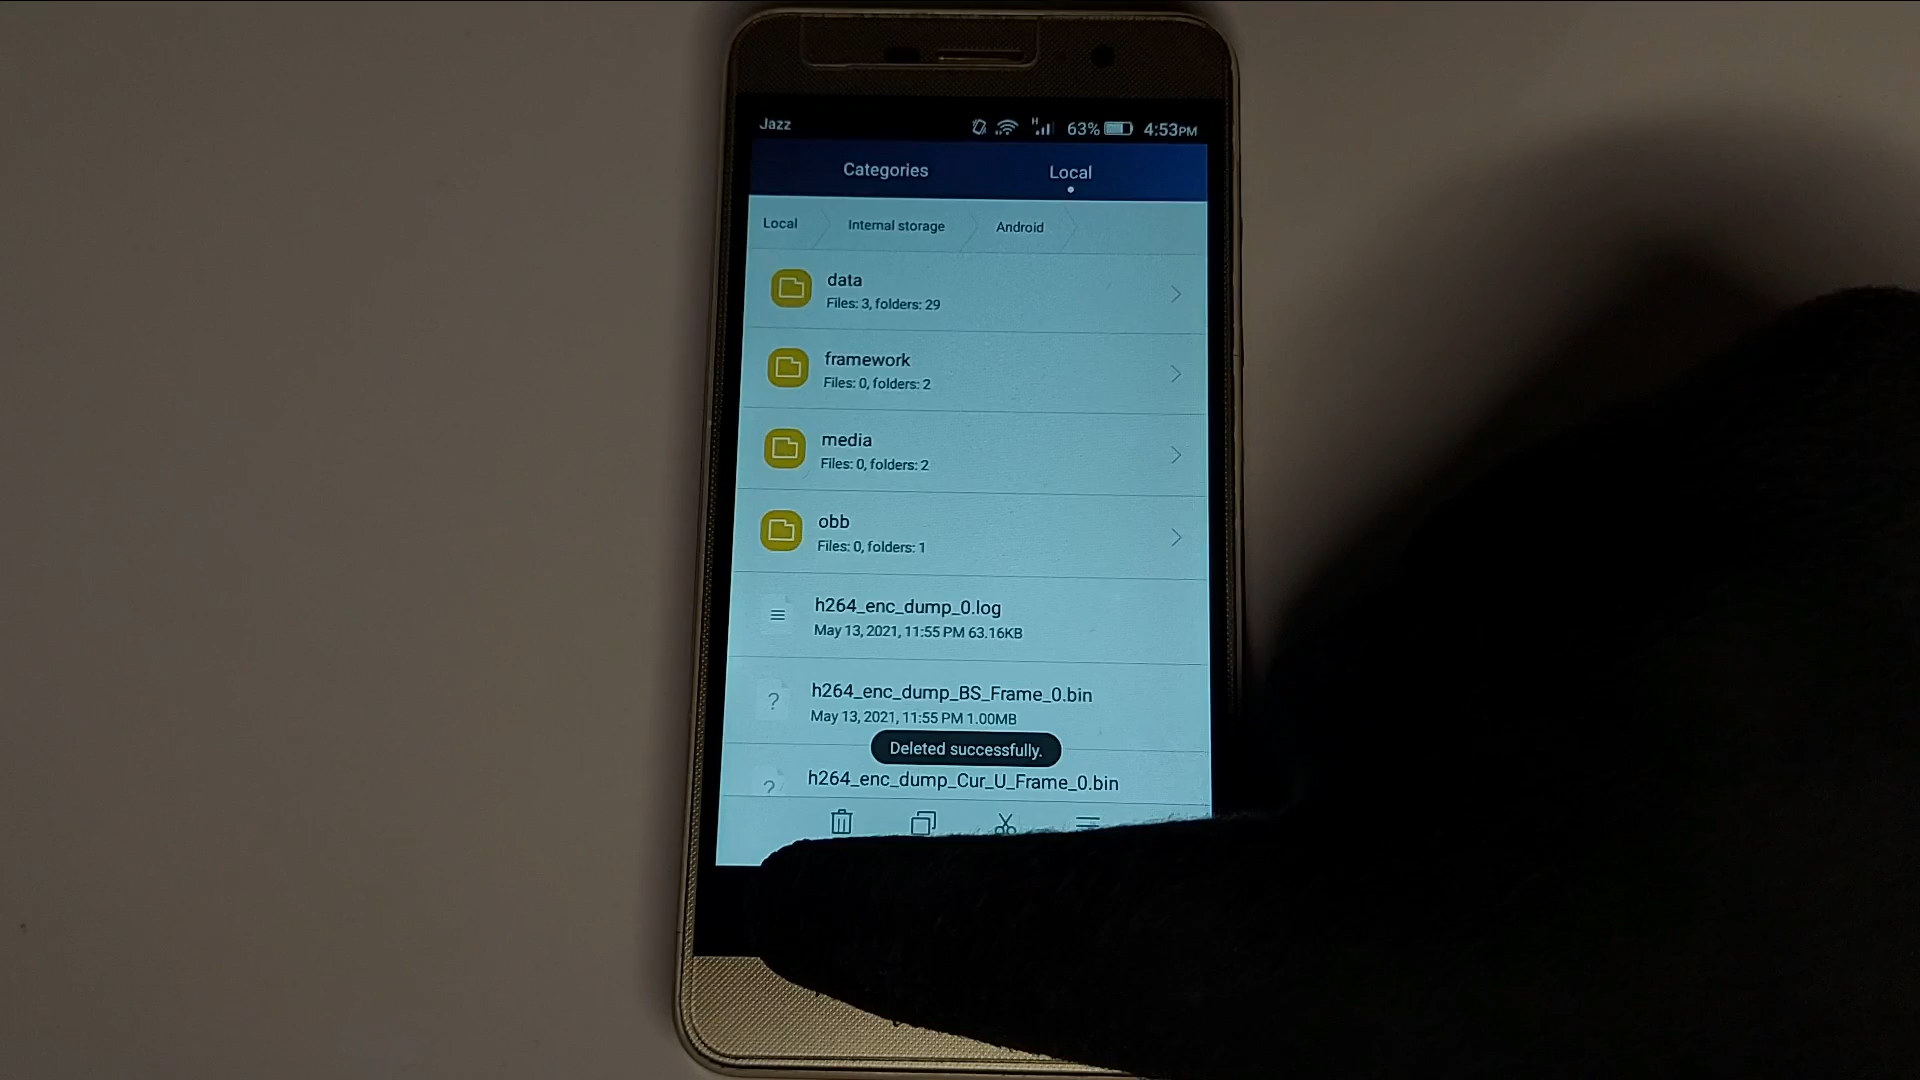 Jazz H 63% 4:53PM
Categories Local
Local Internal storage Android
data
Files: 3, folders: 29
framework
Files: 0, folders: 2
media
Files: 0, folders: 2
obb
Files: 0, folders: 1
h264_enc_dump_0.log
May 13, 2021, 11:55 PM 63.16KB
? h264_enc_dump_BS_Frame_0.bin
May 13, 2021, 11:55 PM 1.00MB
Deleted successfully.
? h264_enc_dump_Cur_U_Frame_0.bin